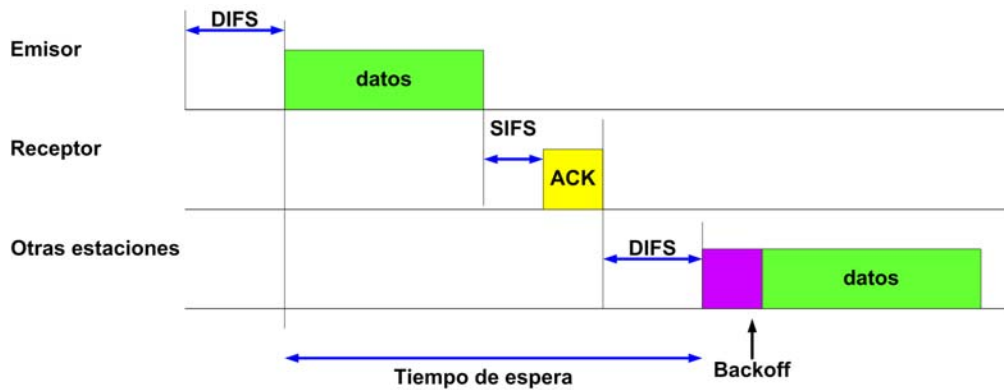 DIFS
Emisor
datos
SIFS
Receptor
ACK
Otras estaciones
DIFS
datos
Tiempo de espera
Backoff